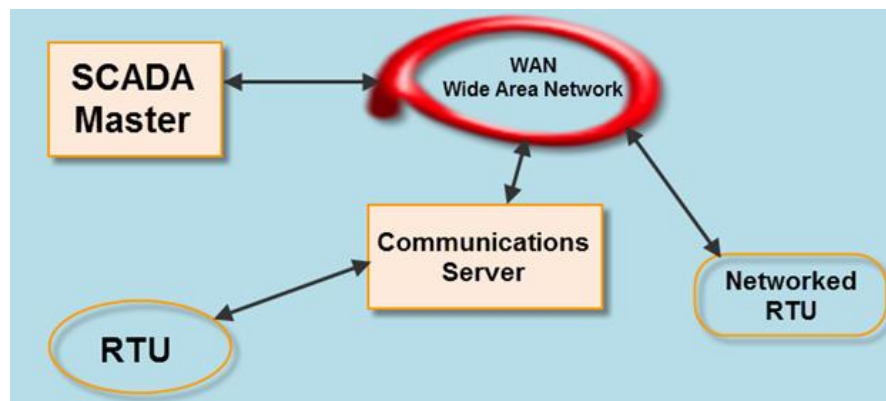 SCADA
Master
WAN
Wide Area Network
Communications
Server
Networked
RTU
RTU